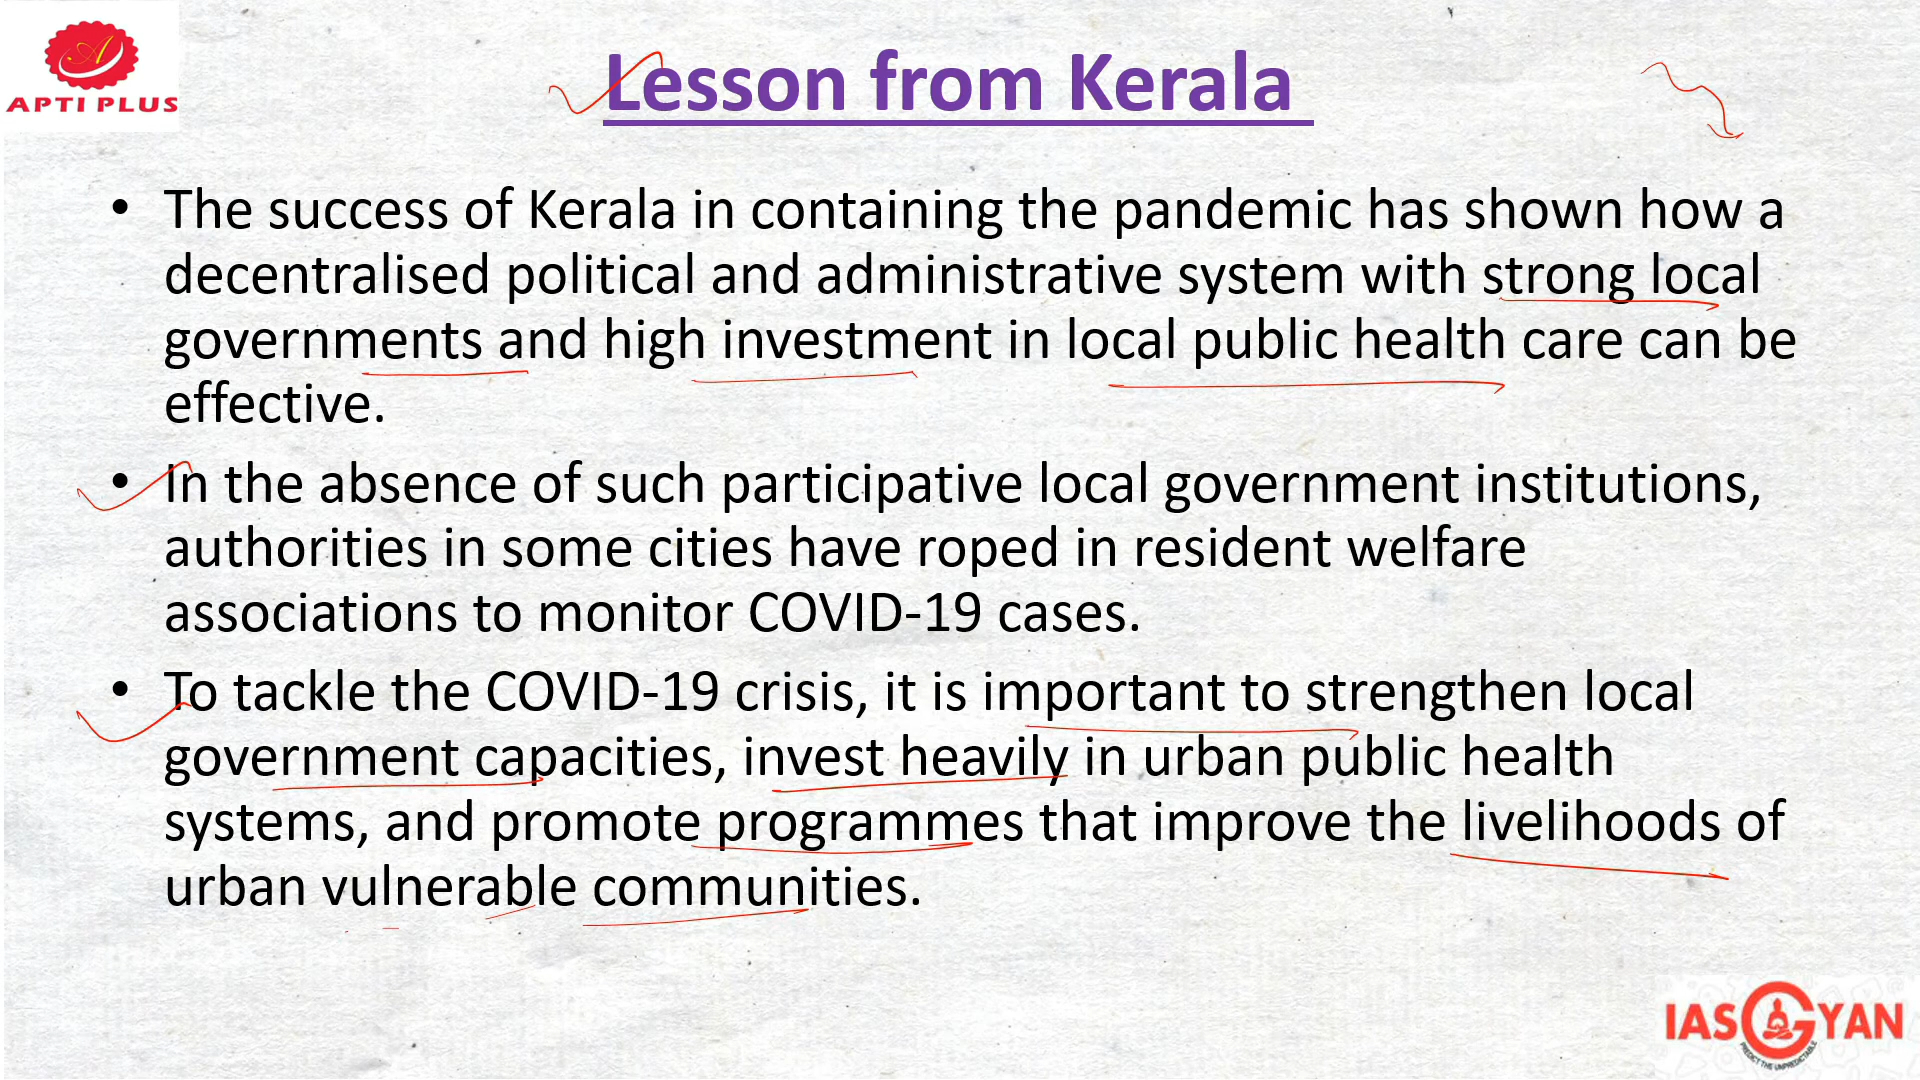 APTI PLUS
Lesson from Kerala
• The success of Kerala in containing the pandemic has shown how a
decentralised political and administrative system with strong local
governments and high investment in local public health care can be
effective.
• In the absence of such participative local government institutions,
authorities in some cities have roped in resident welfare
associations to monitor COVID-19 cases.
• To tackle the COVID-19 crisis, it is important to strengthen local
government capacities, invest heavily in urban public health
systems, and promote programmes that improve the livelihoods of
urban vulnerable communities.
IAS GYAN
PREDICT THE UNPREDICTABLE